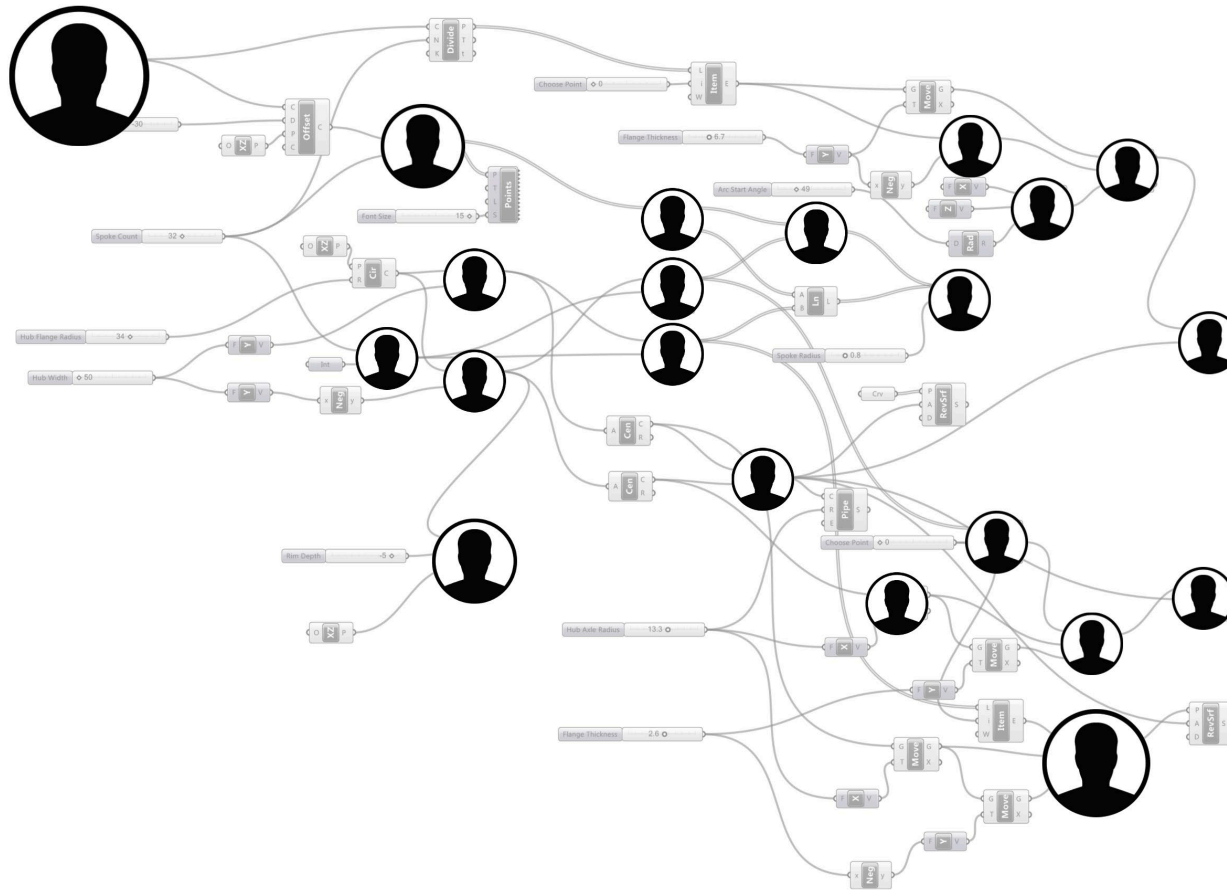 C
N
K
Divide
P
T
t
Choose Point 0
L
i
W
Item
E
G
T
Move
G
X
-30
C
D
P
C
Offset
C
O XZ P
Flange Thickness 6.7
F Y V
x Neg y
Arc Start Angle 49
F X V
F Z V
D Rad R
P
T
S
Points
Font Size 15
Spoke Count 32
O XZ P
P
R
Cir
C
A
B
Ln
L
Hub Flange Radius 34
F Y V
Int
Spoke Radius 0.8
Hub Width 50
F Y V
x Neg y
Crv
P
A
D
RevSrf
S
A Cen C
R
A Cen C
R
C
R
E
Pipe
S
Choose Point 0
Rim Depth -5
O XZ P
Hub Axle Radius 13.3
F X V
G
T
Move
G
X
F Y V
L
i
W
Item
E
P
A
D
RevSrf
S
Flange Thickness 2.6
G
T
Move
G
X
F X V
G
T
Move
G
X
F Y V
x Neg y